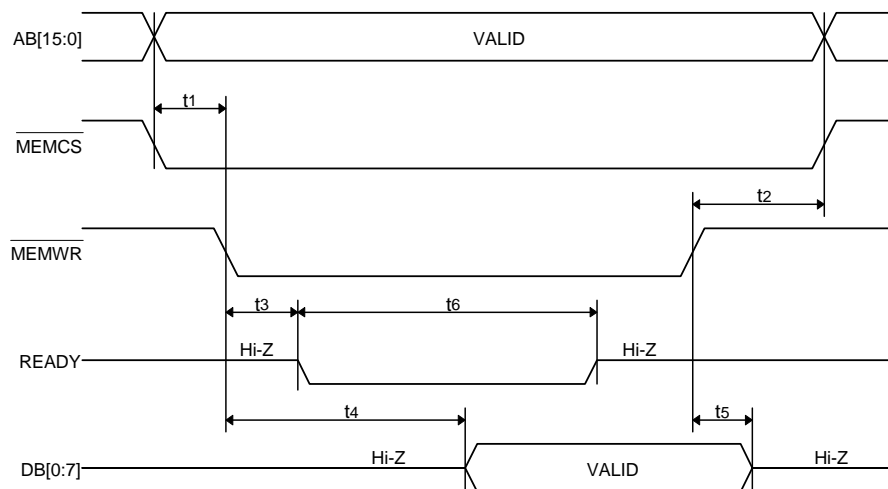 AB[15:0] VALID
t1
MEMCS
t2
MEMWR
t3 t6
READY Hi-Z Hi-Z
t4 t5
DB[0:7] Hi-Z VALID Hi-Z